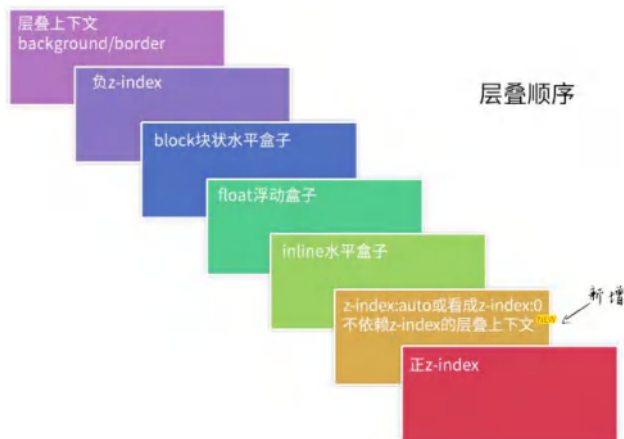 层叠上下文
background/border
负z-index
层叠顺序
block块状水平盒子
float浮动盒子
inline水平盒子
z-index:auto或看成z-index:0
不依赖z-index的层叠上下文
NEW
新增
正z-index